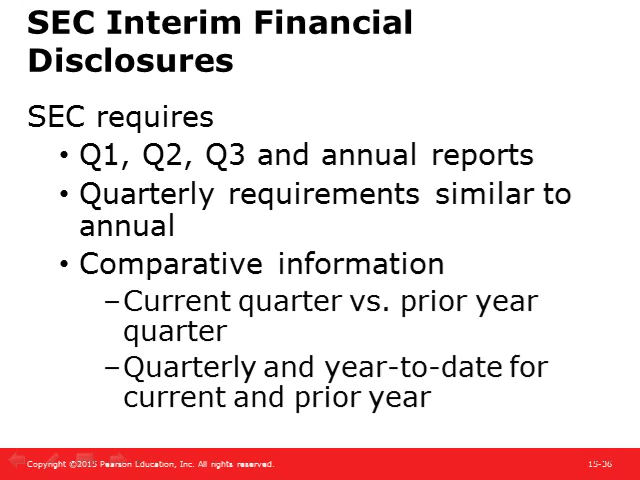 SEC Interim Financial
Disclosures
SEC requires
• Q1, Q2, Q3 and annual reports
• Quarterly requirements similar to
annual
• Comparative information
–Current quarter vs. prior year
quarter
–Quarterly and year-to-date for
current and prior year
Copyright ©2015 Pearson Education, Inc. All rights reserved.
15-36